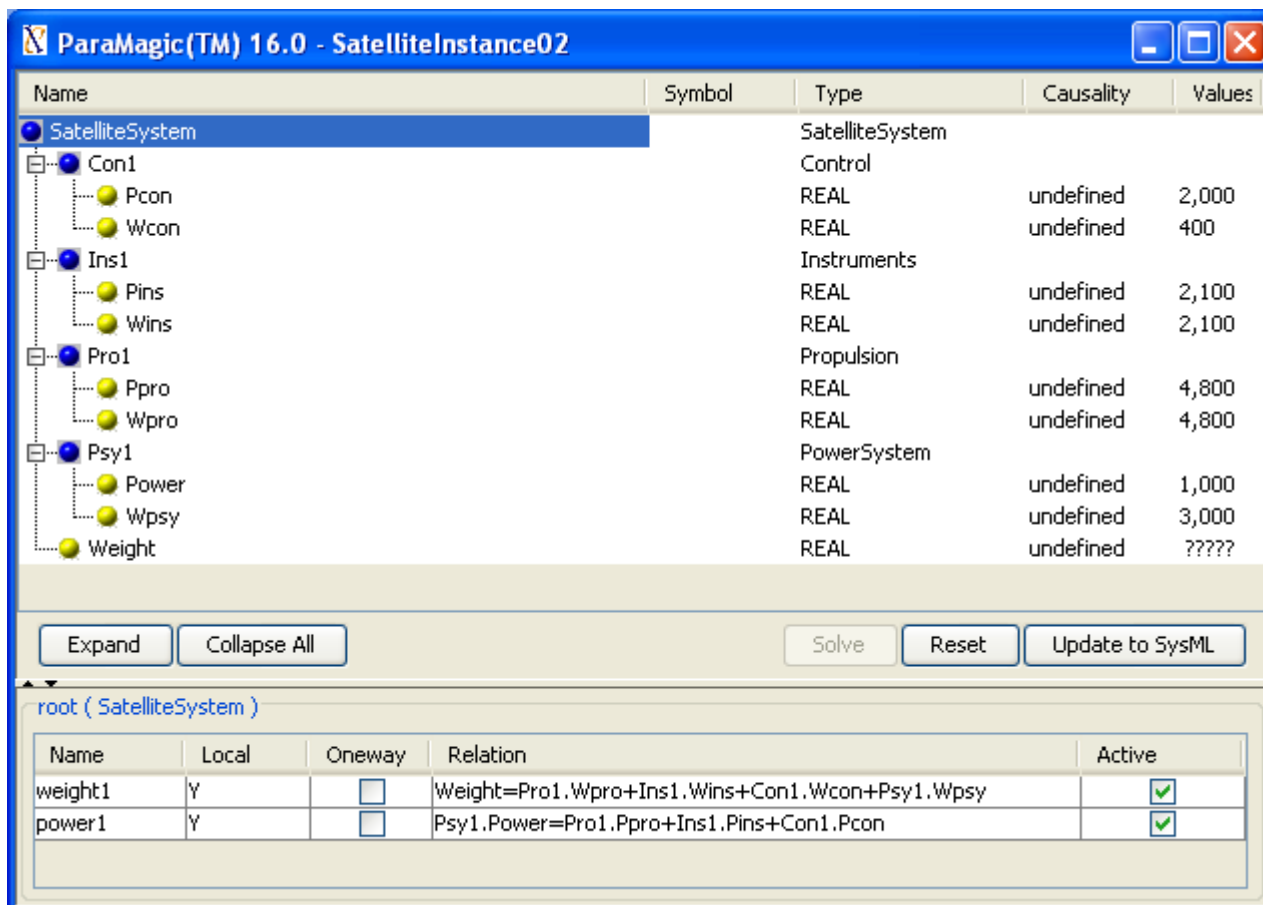 ParaMagic(TM) 16.0 - SatelliteInstance02
Name Symbol Type Causality Values
SatelliteSystem SatelliteSystem
Con1 Control
Pcon REAL undefined 2,000
Wcon REAL undefined 400
Ins1 Instruments
Pins REAL undefined 2,100
Wins REAL undefined 2,100
Pro1 Propulsion
Ppro REAL undefined 4,800
Wpro REAL undefined 4,800
Psy1 PowerSystem
Power REAL undefined 1,000
Wpsy REAL undefined 3,000
Weight REAL undefined ?????
Expand Collapse All Solve Reset Update to SysML
root ( SatelliteSystem )
Name Local Oneway Relation Active
weight1 Y Weight=Pro1.Wpro+Ins1.Wins+Con1.Wcon+Psy1.Wpsy
power1 Y Psy1.Power=Pro1.Ppro+Ins1.Pins+Con1.Pcon